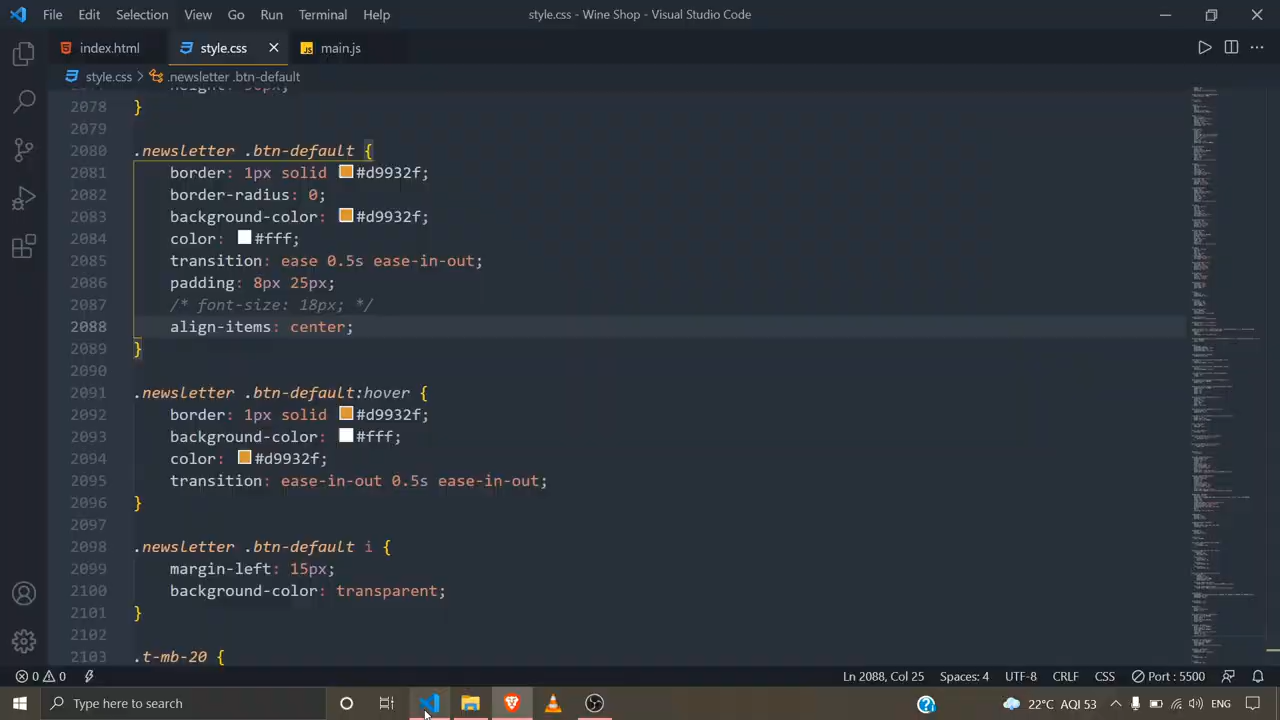 File Edit Selection View Go Run Terminal Help style.css - Wine Shop - Visual Studio Code
index.html style.css main.js
style.css > .newsletter .btn-default
2078 }
2079
2080 .newsletter .btn-default {
2081 border: 1px solid #d9932f;
2082 border-radius: 0;
2083 background-color: #d9932f;
2084 color: #fff;
2085 transition: ease 0.5s ease-in-out;
2086 padding: 8px 25px;
2087 /* font-size: 18px; */
2088 align-items: center;
2089 }
2090
2091 .newsletter .btn-default:hover {
2092 border: 1px solid #d9932f;
2093 background-color: #fff;
2094 color: #d9932f;
2095 transition: ease-in-out 0.5s ease-in-out;
2096 }
2097
2098 .newsletter .btn-default i {
2099 margin-left: 15px;
2100 background-color: transparent;
2101 }
2102
2103 .t-mb-20 {
0 0 Ln 2088, Col 25 Spaces: 4 UTF-8 CRLF CSS Port : 5500
Type here to search 22°C AQI 53 ENG